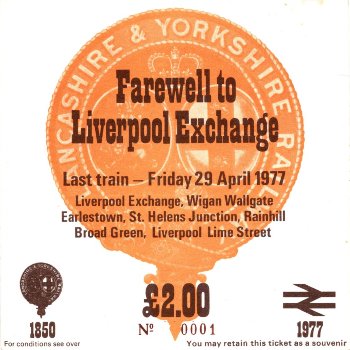 LANCASHIRE & YORKSHIRE RAIL
Farewell to
Liverpool Exchange
Last train – Friday 29 April 1977
Liverpool Exchange, Wigan Wallgate
Earlestown, St. Helens Junction, Rainhill
Broad Green, Liverpool Lime Street
£2.00
1850
Nº 0001
1977
For conditions see over
You may retain this ticket as a souvenir